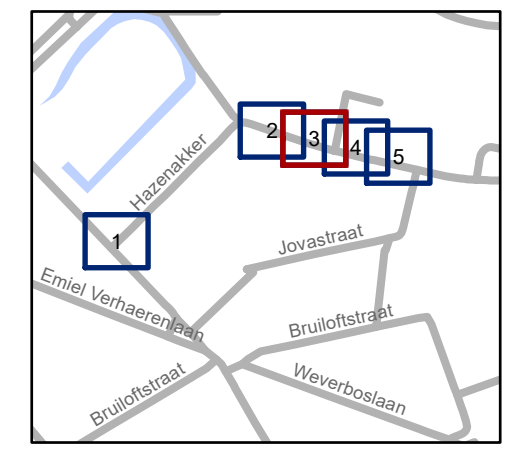 2
3
4
5
Hazenakker
1
Jovastraat
Emiel Verhaerenlaan
Bruiloftstraat
Bruiloftstraat
Weverboslaan